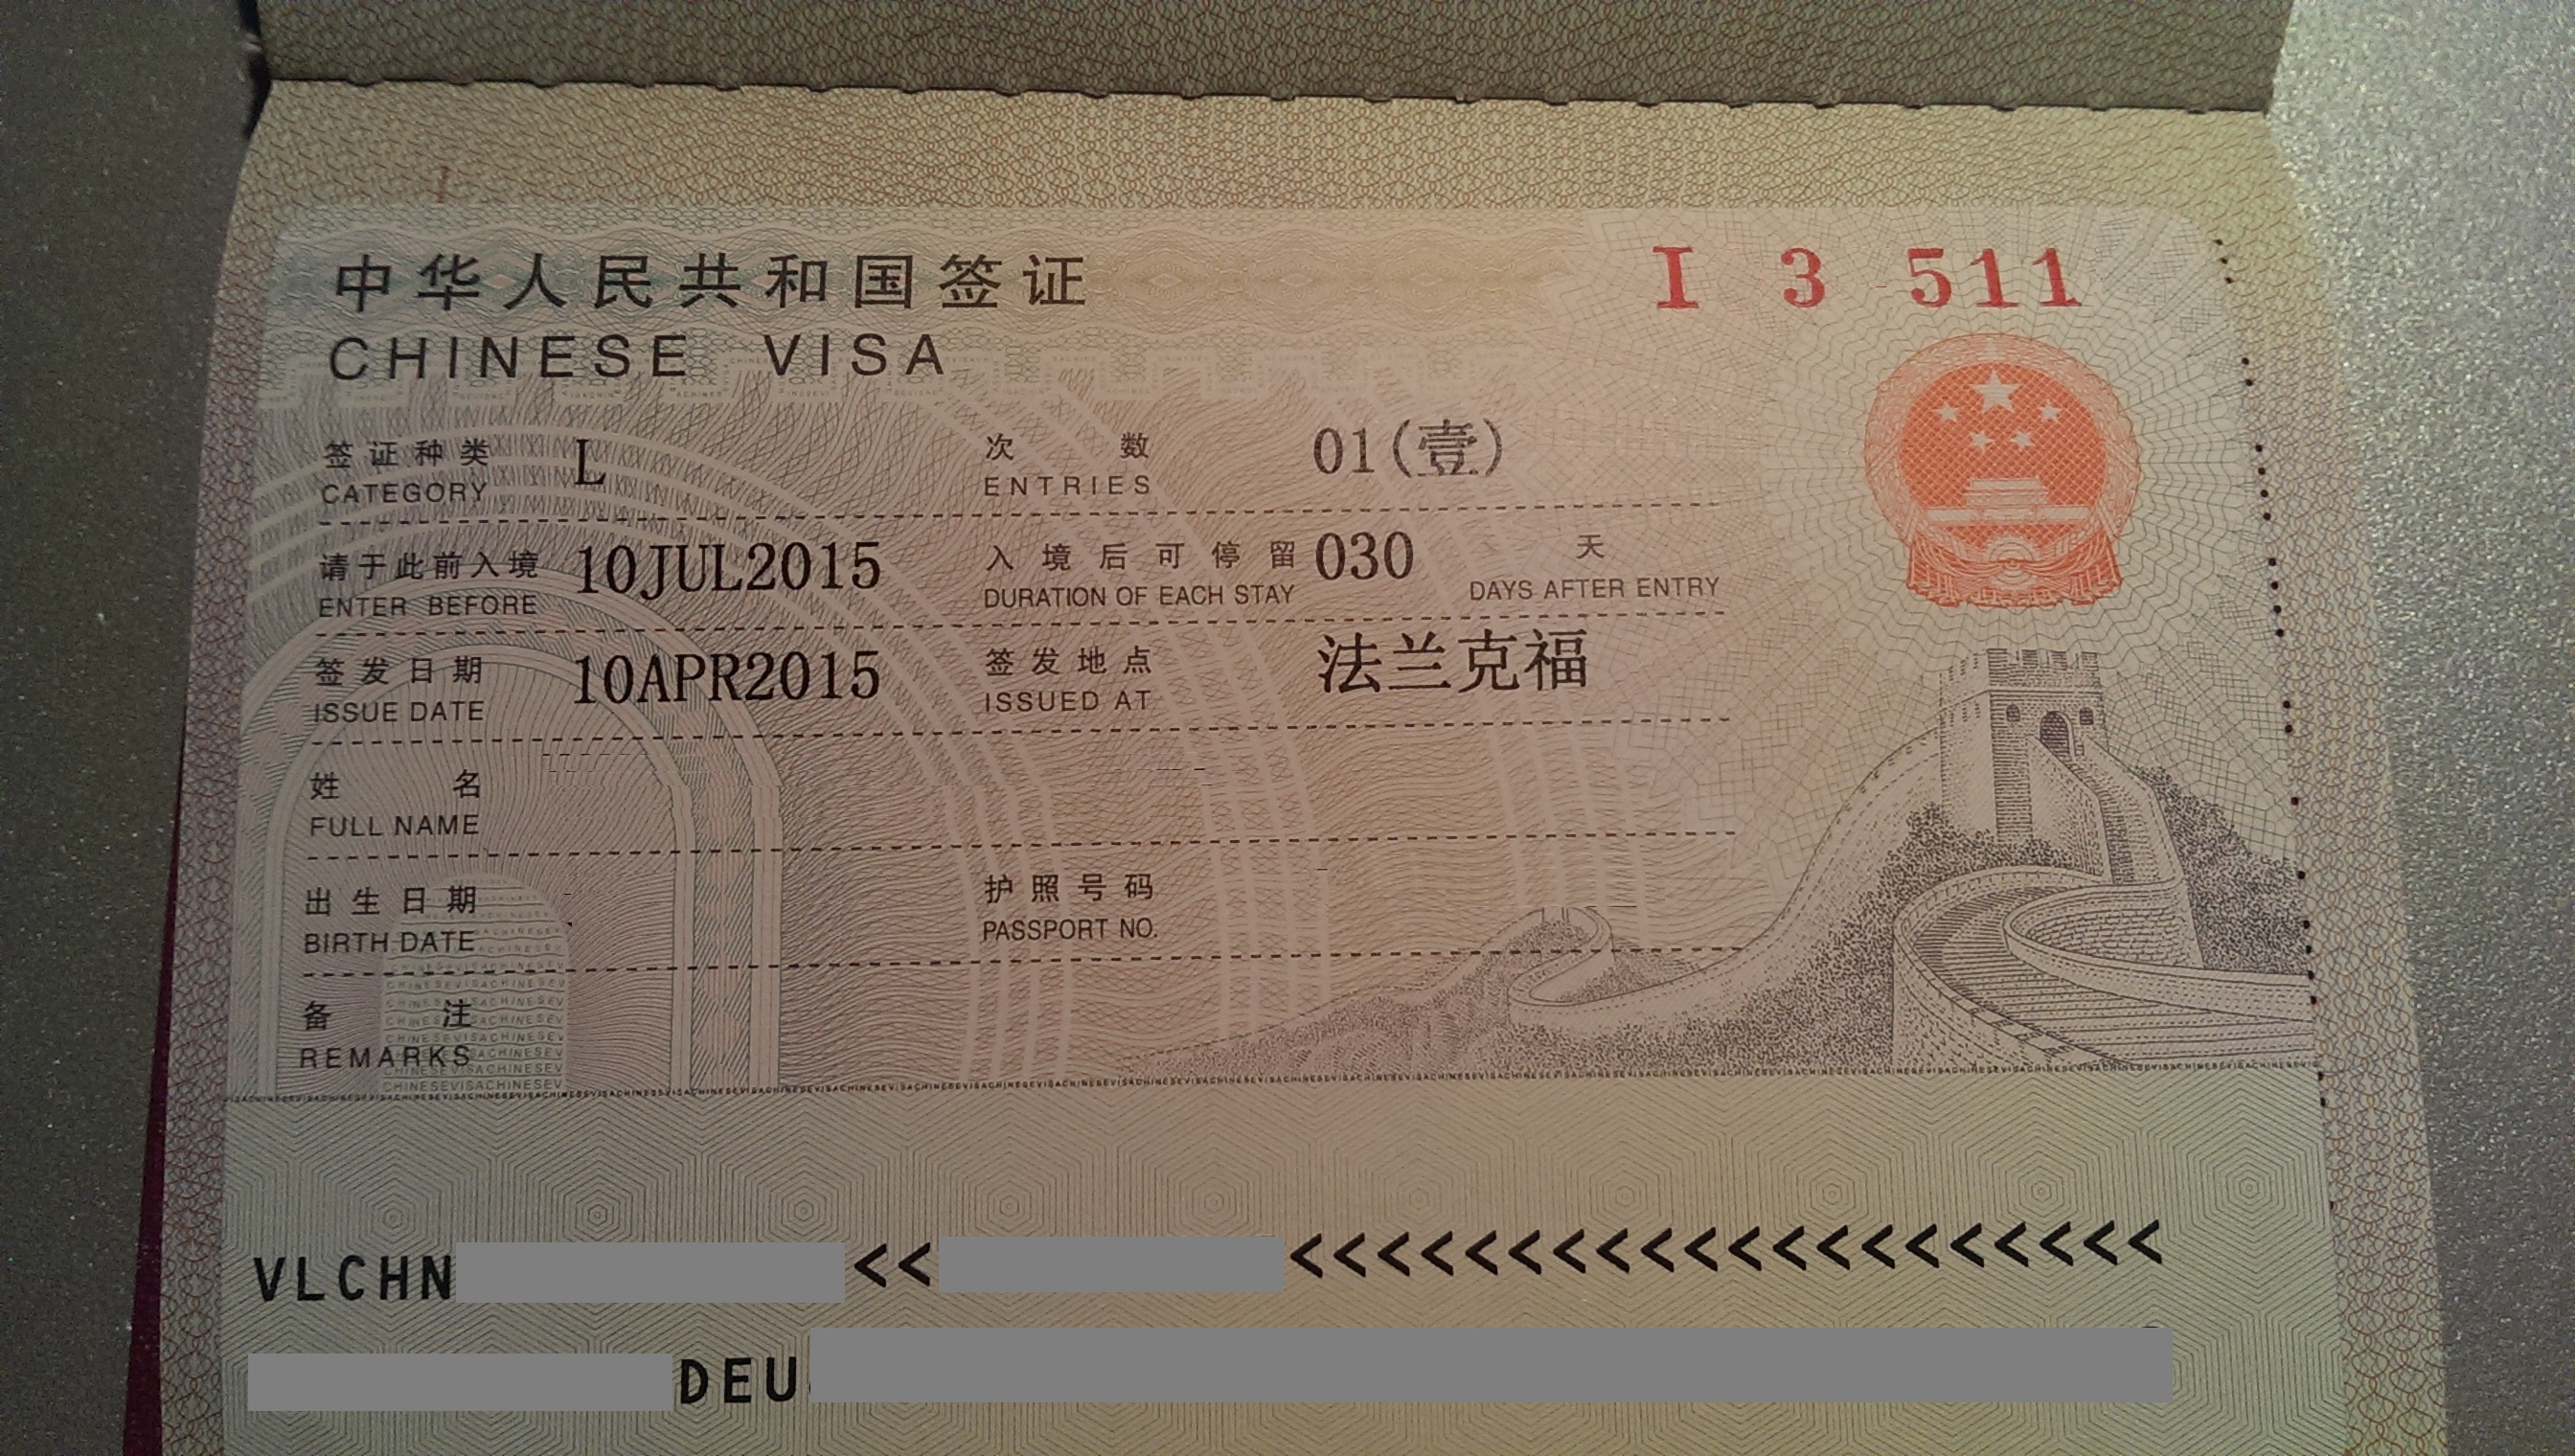 中华人民共和国签证
I 3 511
CHINESE VISA
签证种类 L 次数 01(壹)
CATEGORY ENTRIES
请于此前入境 10JUL2015 入境后可停留 030 天
ENTER BEFORE DURATION OF EACH STAY DAYS AFTER ENTRY
签发日期 10APR2015 签发地点 法兰克福
ISSUE DATE ISSUED AT
姓名
FULL NAME
出生日期 护照号码
BIRTH DATE PASSPORT NO.
备注
REMARKS
VLCHN << <<<<<<<<<<<<<<<<<<<<
DEU